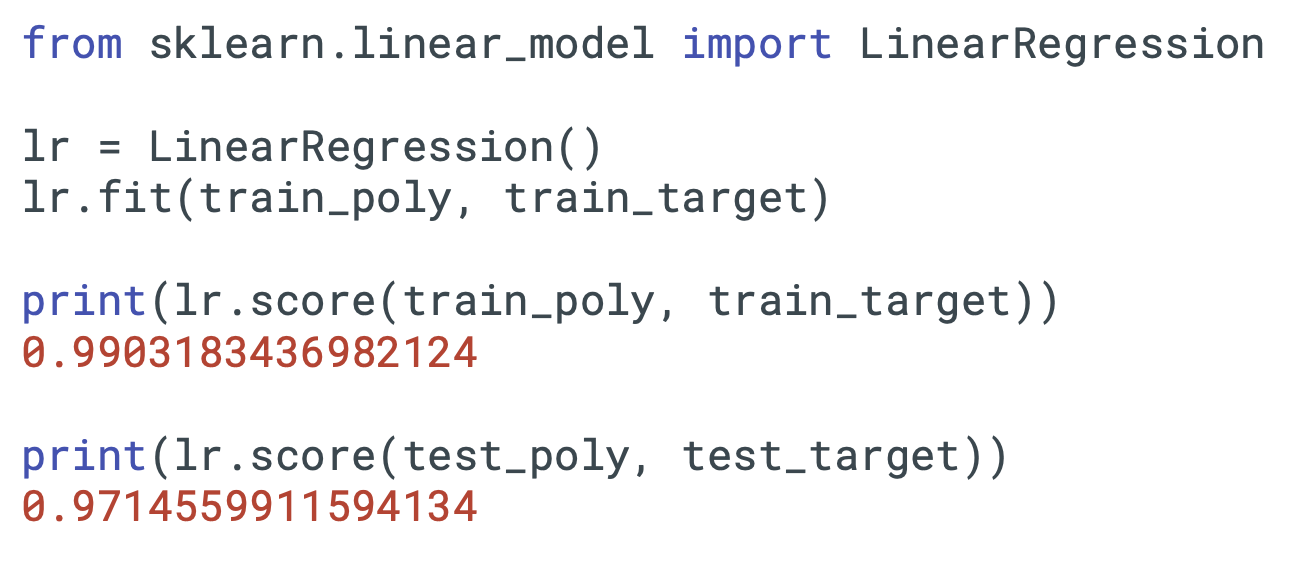 from sklearn.linear_model import LinearRegression
lr = LinearRegression()
lr.fit(train_poly, train_target)
print(lr.score(train_poly, train_target))
0.9903183436982124
print(lr.score(test_poly, test_target))
0.9714559911594134